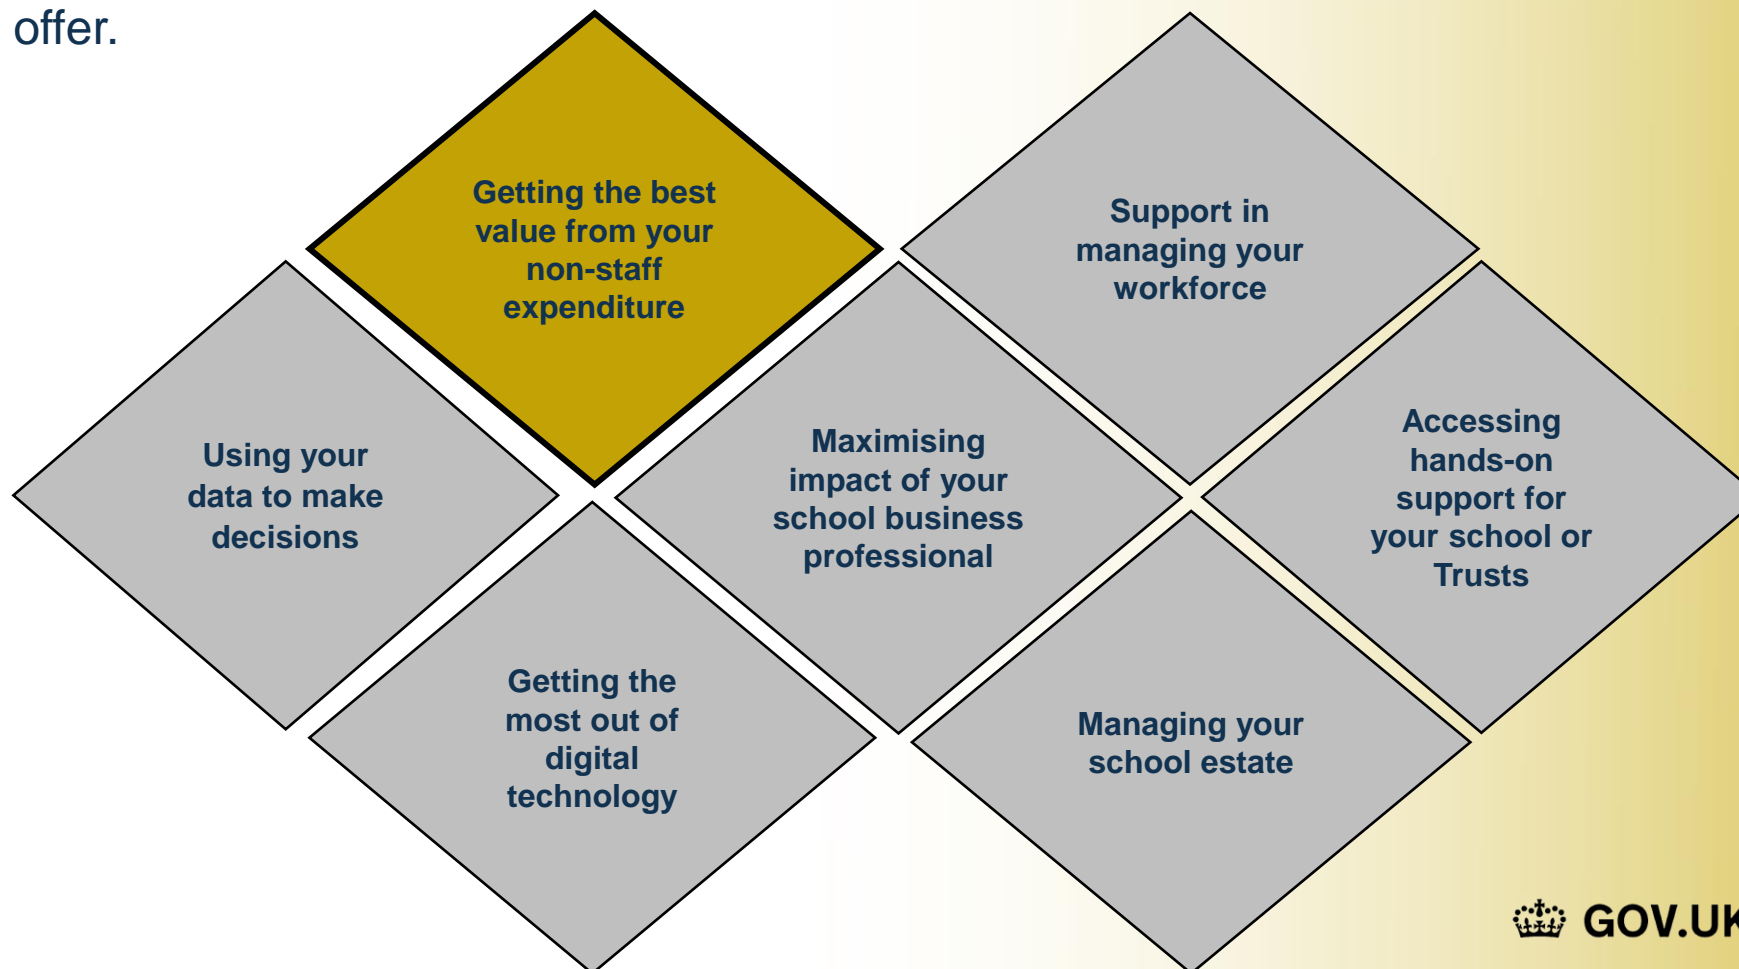 offer.
Getting the best
value from your
non-staff
expenditure
Support in
managing your
workforce
Using your
data to make
decisions
Maximising
impact of your
school business
professional
Accessing
hands-on
support for
your school or
Trusts
Getting the
most out of
digital
technology
Managing your
school estate
GOV.UK